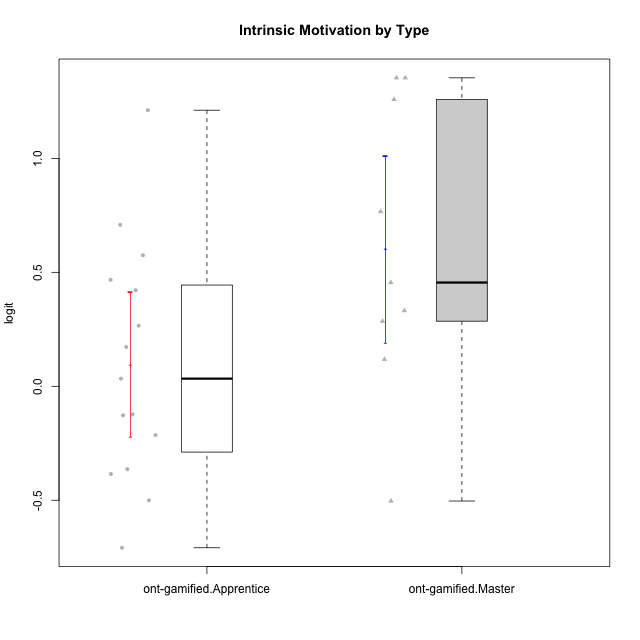 Intrinsic Motivation by Type
logit
1.0
0.5
0.0
-0.5
ont-gamified.Apprentice
ont-gamified.Master